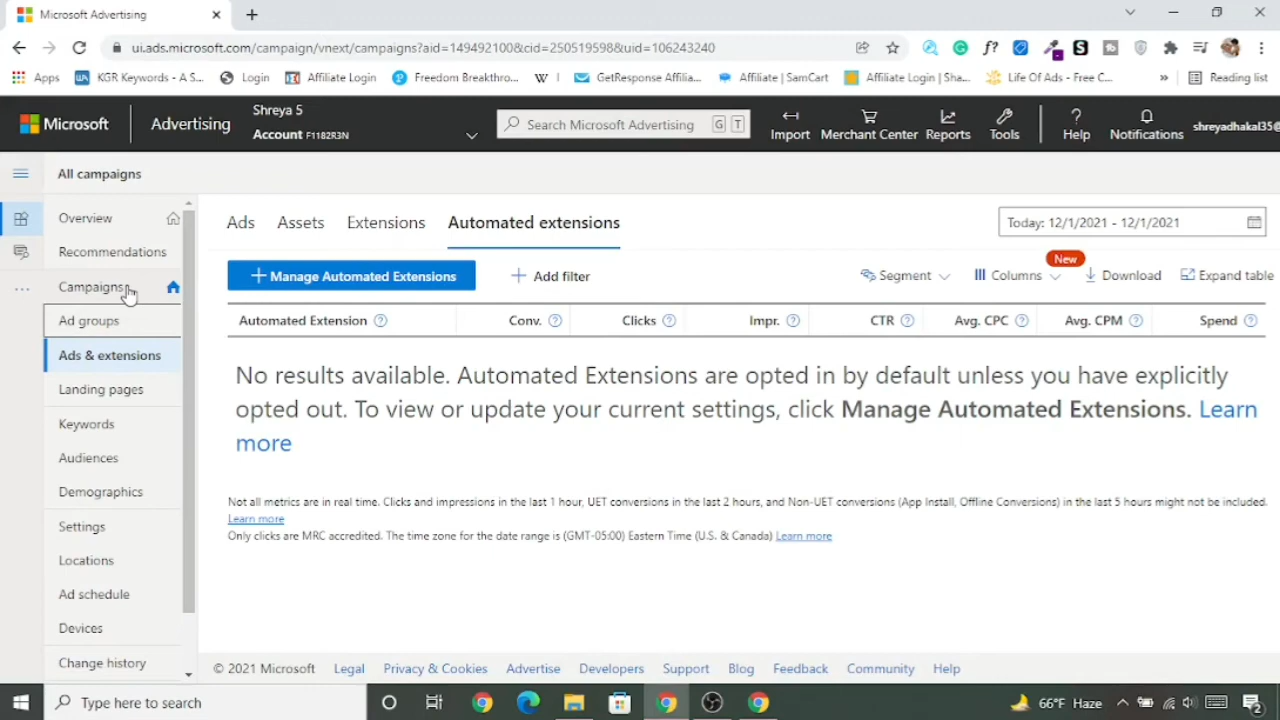 Microsoft Advertising
ui.ads.microsoft.com/campaign/vnext/campaigns?aid=149492100&cid=250519598&uid=106243240
Apps KGR Keywords - A S... Login Affiliate Login Freedom Breakthro... W GetResponse Affilia... Affiliate | SamCart Affiliate Login | Sha... Life Of Ads - Free C... » Reading list
Microsoft Advertising
Shreya 5
Account F1182R3N
Search Microsoft Advertising G T
Import Merchant Center Reports Tools Help Notifications shreyadhakal35@
All campaigns
Overview
Recommendations
Campaigns
Ad groups
Ads & extensions
Landing pages
Keywords
Audiences
Demographics
Settings
Locations
Ad schedule
Devices
Change history
Ads Assets Extensions Automated extensions
Today: 12/1/2021 - 12/1/2021
Manage Automated Extensions Add filter
New
Segment Columns Download Expand table
Automated Extension Conv. Clicks Impr. CTR Avg. CPC Avg. CPM Spend
No results available. Automated Extensions are opted in by default unless you have explicitly
opted out. To view or update your current settings, click Manage Automated Extensions. Learn
more
Not all metrics are in real time. Clicks and impressions in the last 1 hour, UET conversions in the last 2 hours, and Non-UET conversions (App Install, Offline Conversions) in the last 5 hours might not be included.
Learn more
Only clicks are MRC accredited. The time zone for the date range is (GMT-05:00) Eastern Time (U.S. & Canada) Learn more
© 2021 Microsoft Legal Privacy & Cookies Advertise Developers Support Blog Feedback Community Help
Type here to search
66°F Haze 2